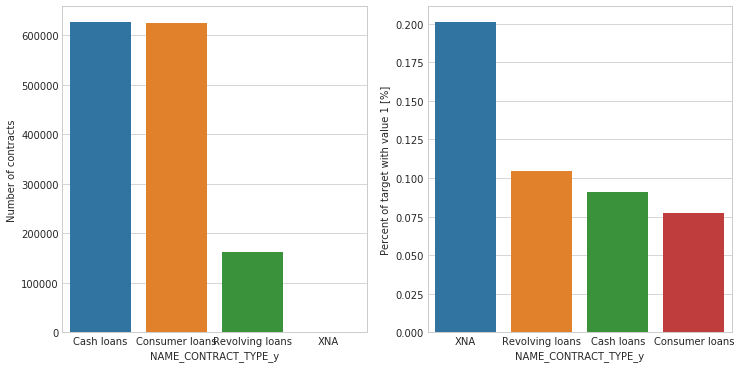 Number of contracts
600000
500000
400000
300000
200000
100000
0
Cash loans Consumer loans Revolving loans XNA
NAME_CONTRACT_TYPE_y
Percent of target with value 1 [%]
0.200
0.175
0.150
0.125
0.100
0.075
0.050
0.025
0.000
XNA Revolving loans Cash loans Consumer loans
NAME_CONTRACT_TYPE_y